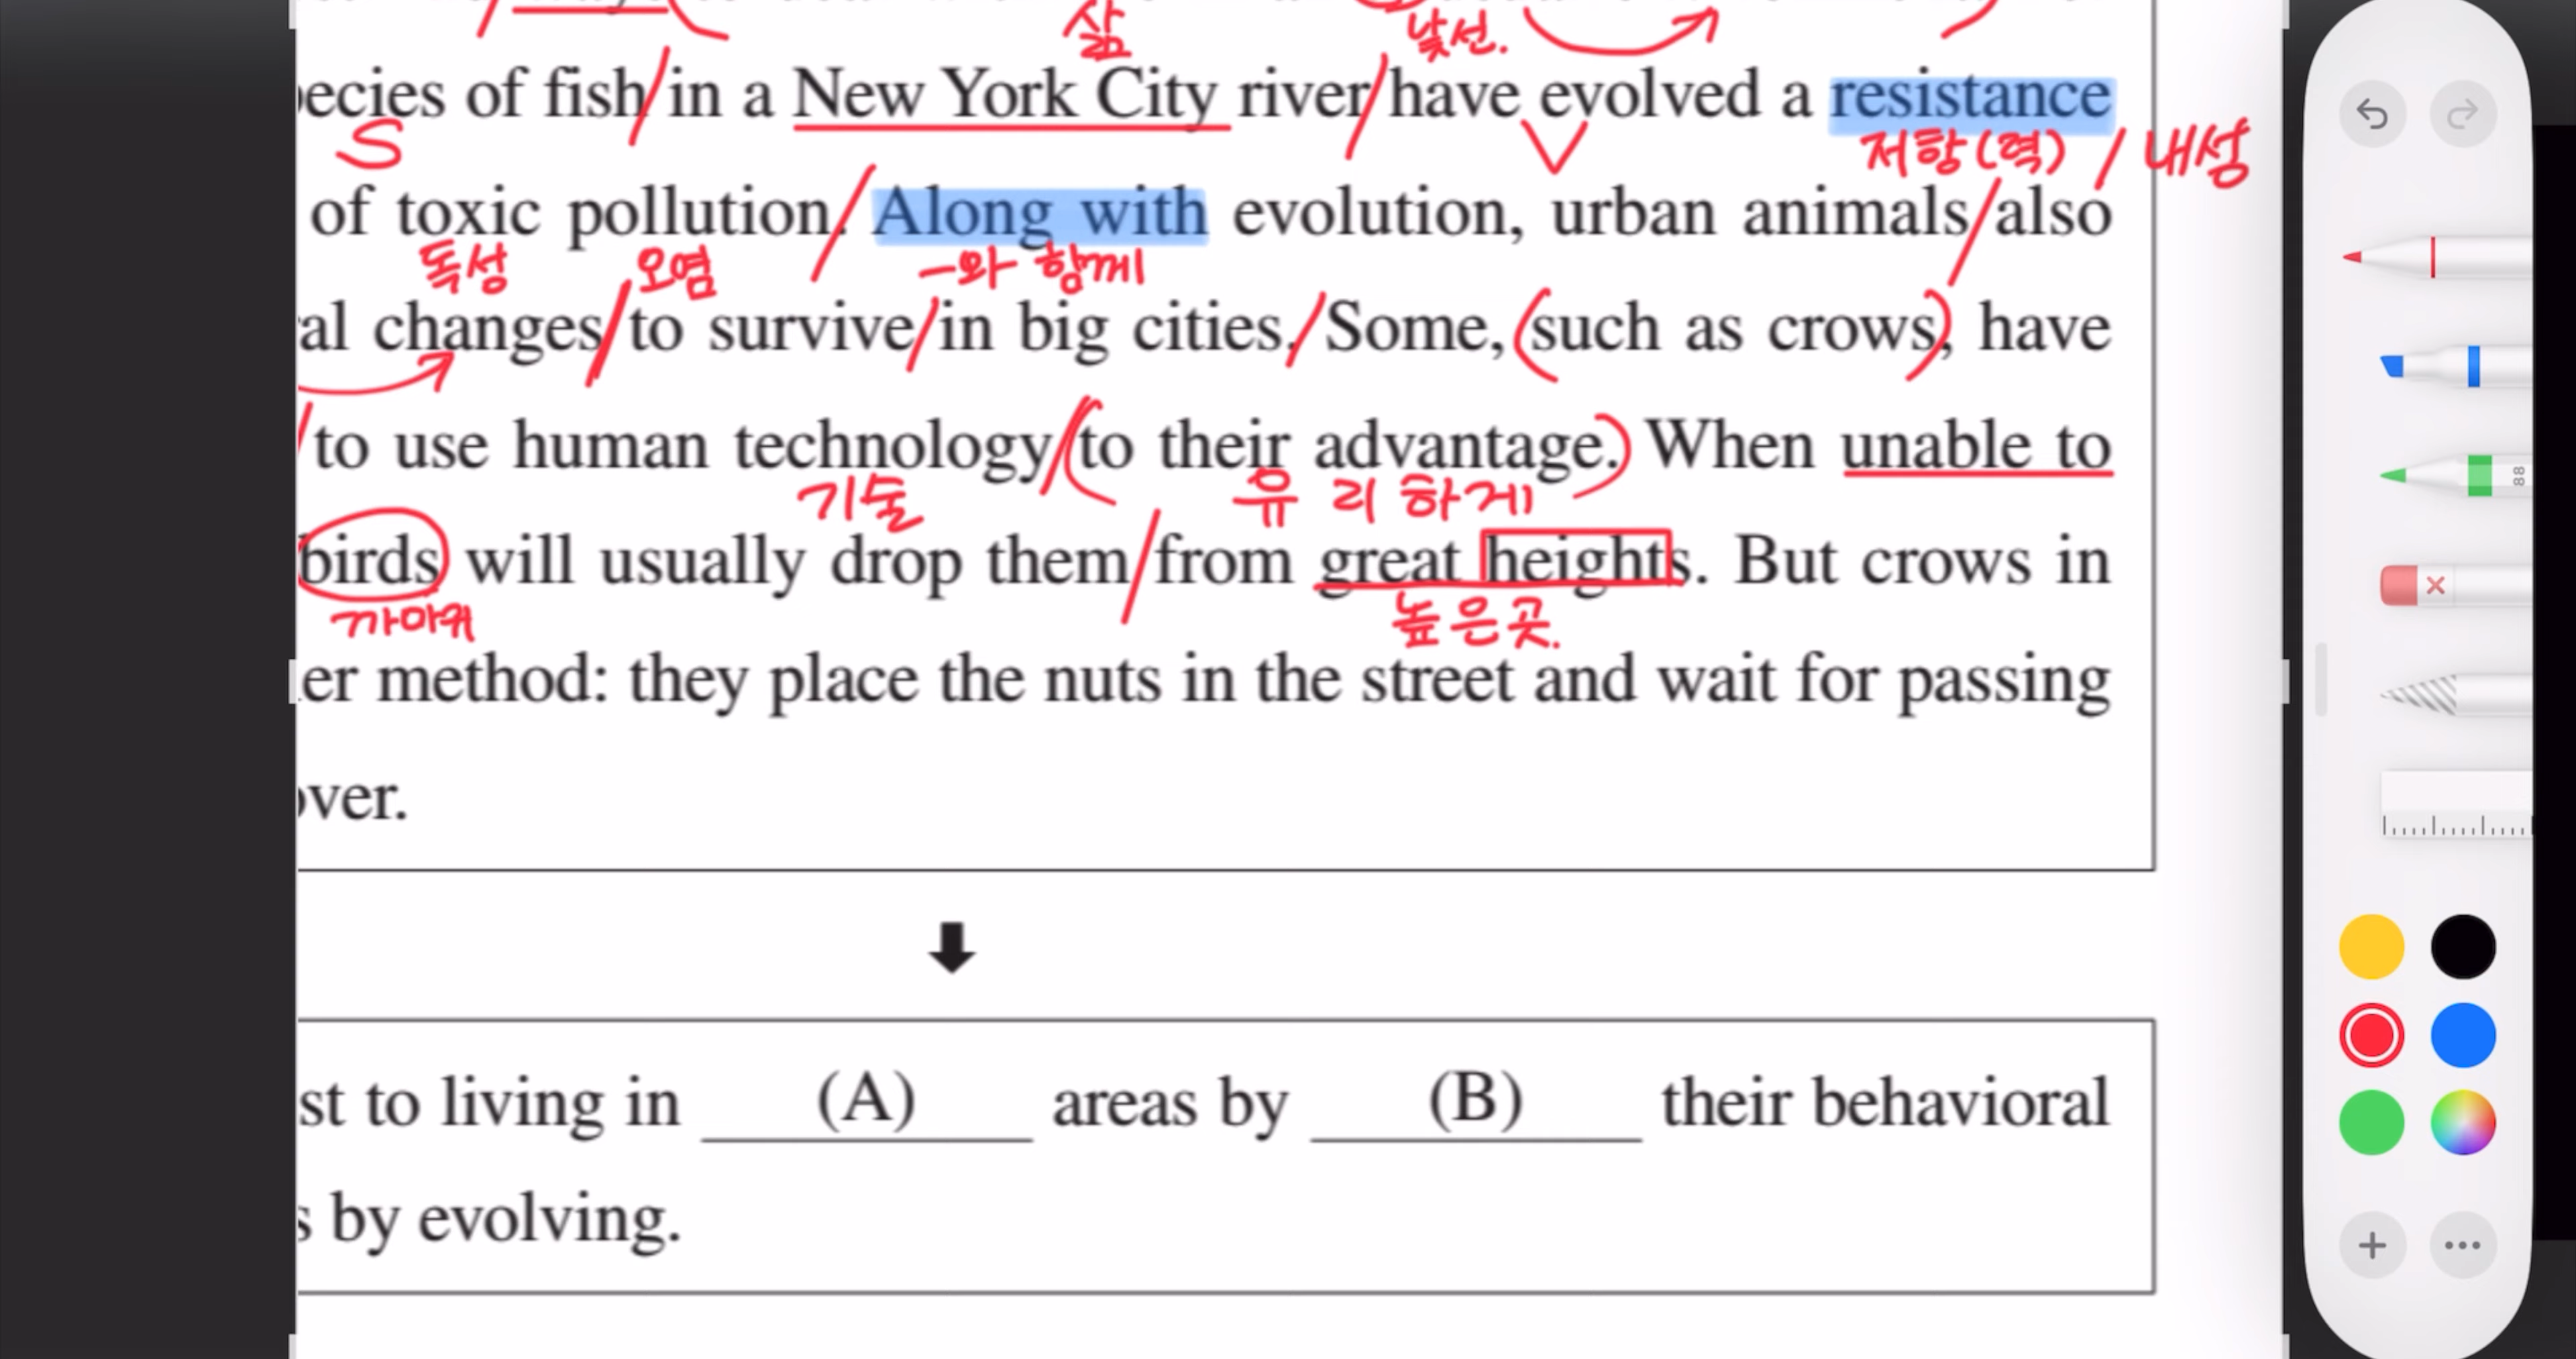 삶 낯선.
species of fish in a New York City river have evolved a resistance
S 저항(력) 내성
of toxic pollution. Along with evolution, urban animals also
독성 오염 ~와 함께
changes to survive in big cities. Some, (such as crows), have
to use human technology (to their advantage.) When unable to
기술 유리하게
birds will usually drop them from great heights. But crows in
까마귀 높은곳.
method: they place the nuts in the street and wait for passing
over.
st to living in (A) areas by (B) their behavioral
s by evolving.
88